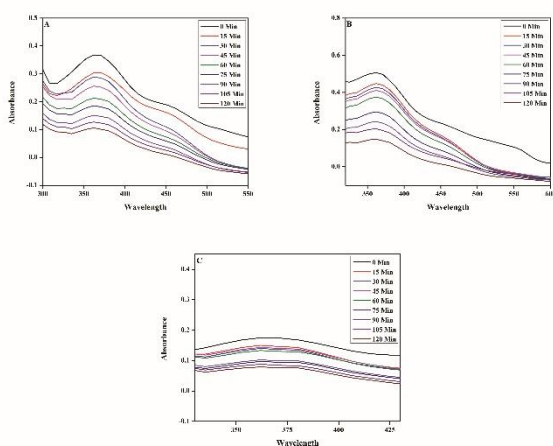 A
0 Min
15 Min
30 Min
45 Min
60 Min
75 Min
90 Min
105 Min
120 Min
Absorbance
0.5
0.4
0.3
0.2
0.1
0.0
-0.1
300
350
400
450
500
550
Wavelength
B
0 Min
15 Min
30 Min
45 Min
60 Min
75 Min
90 Min
105 Min
120 Min
Absorbance
0.8
0.6
0.4
0.2
0.0
350
400
450
500
550
600
Wavelength
C
0 Min
15 Min
30 Min
45 Min
60 Min
75 Min
90 Min
105 Min
120 Min
Absorbance
0.4
0.3
0.2
0.1
0.0
-0.1
350
375
400
425
Wavelength